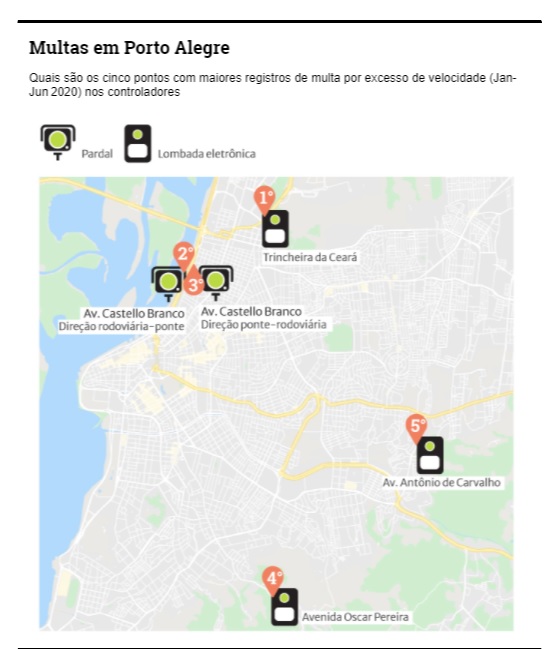 Multas em Porto Alegre
Quais são os cinco pontos com maiores registros de multa por excesso de velocidade (Jan-
Jun 2020) nos controladores
Pardal
Lombada eletrônica
1º
Trincheira da Ceará
2º
3º
Av. Castello Branco
Direção rodoviária-ponte
Av. Castello Branco
Direção ponte-rodoviária
5º
Av. Antônio de Carvalho
4º
Avenida Oscar Pereira